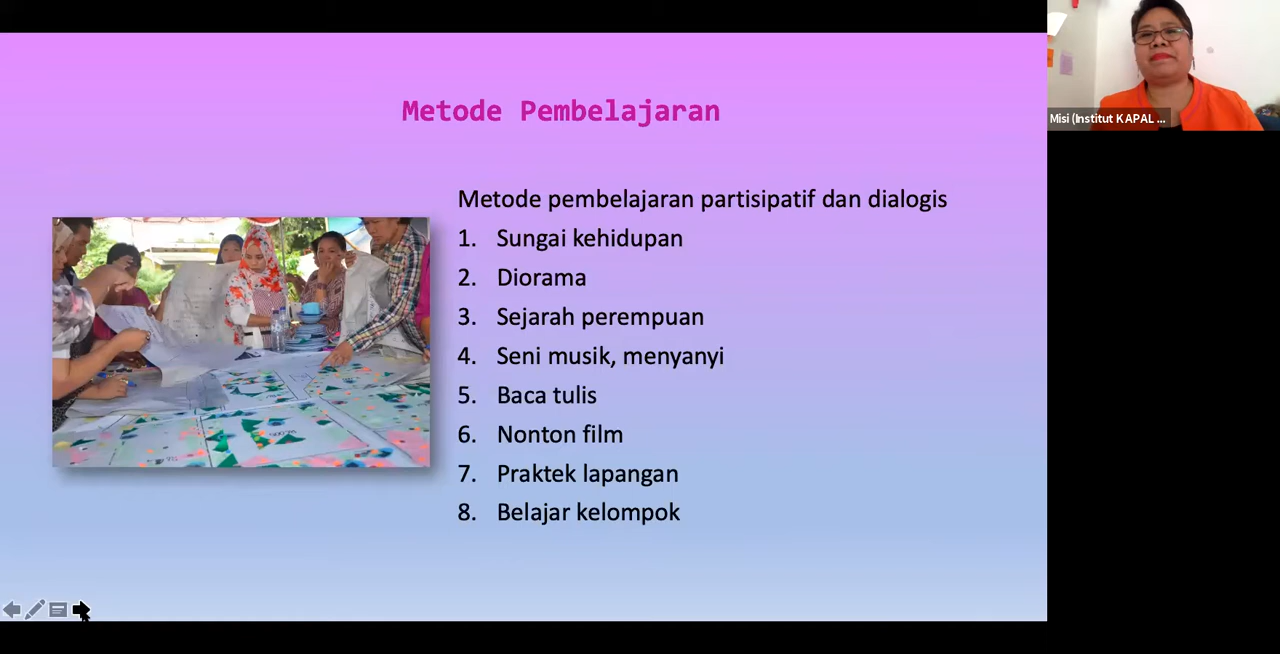 Metode Pembelajaran
Metode pembelajaran partisipatif dan dialogis
1. Sungai kehidupan
2. Diorama
3. Sejarah perempuan
4. Seni musik, menyanyi
5. Baca tulis
6. Nonton film
7. Praktek lapangan
8. Belajar kelompok
Misi (Institut KAPAL ...